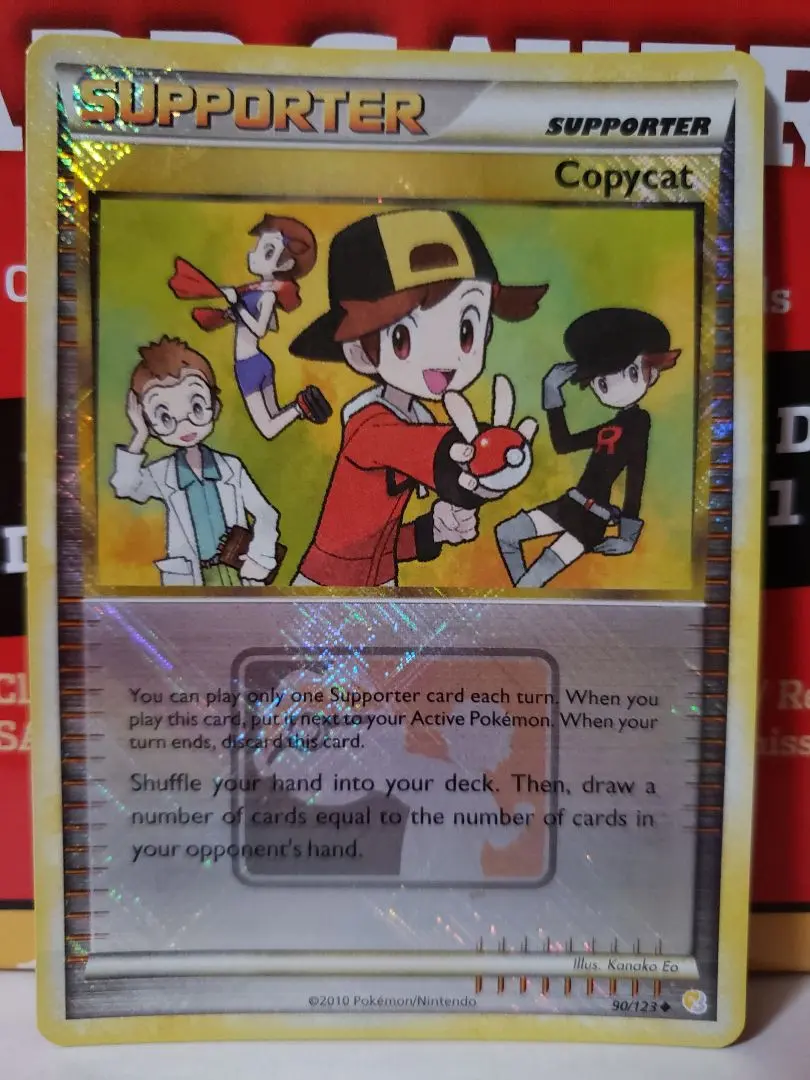 SUPPORTER
SUPPORTER
Copycat
R
You can play only one Supporter card each turn. When you
play this card, put it next to your Active Pokémon. When your
turn ends, discard this card.
Shuffle your hand into your deck. Then, draw a
number of cards equal to the number of cards in
your opponent's hand.
Illus. Kanako Eo
©2010 Pokémon/Nintendo
90/123